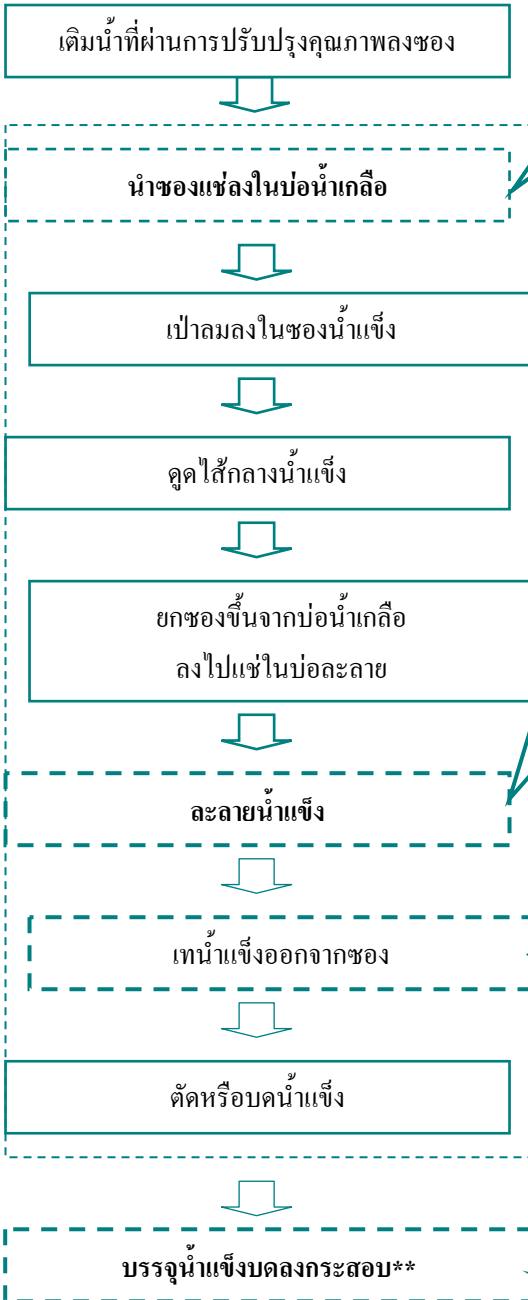 เติมน้ำที่ผ่านการปรับปรุงคุณภาพลงซอง
นำซองแช่ลงในบ่อน้ำเกลือ
เป่าลมลงในซองน้ำแข็ง
ดูดไส้กลางน้ำแข็ง
ยกซองขึ้นจากบ่อน้ำเกลือ
ลงไปแช่ในบ่อละลาย
ละลายน้ำแข็ง
เทน้ำแข็งออกจากซอง
ตัดหรือบดน้ำแข็ง
บรรจุน้ำแข็งบดลงกระสอบ**